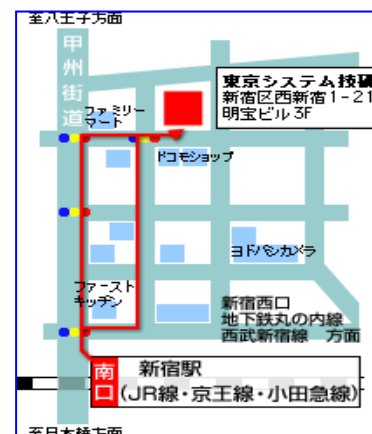 至八王子方面
甲州街道
ファミリー
マート
東京システム技研
新宿区西新宿1-21
明宝ビル3F
ドコモショップ
ヨドバシカメラ
ファースト
キッチン
新宿西口
地下鉄丸の内線
西武新宿線 方面
南口
新宿駅
(JR線・京王線・小田急線)
至日本橋方面